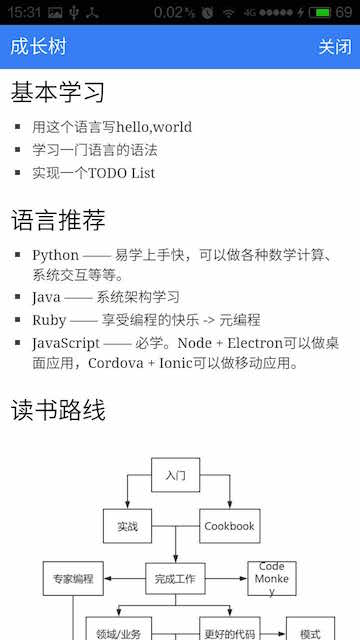 15:31 0.02% 4G 69
成长树 关闭
基本学习
用这个语言写hello,world
学习一门语言的语法
实现一个TODO List
语言推荐
Python —— 易学上手快，可以做各种数学计算、
系统交互等等。
Java —— 系统架构学习
Ruby —— 享受编程的快乐 -> 元编程
JavaScript —— 必学。Node + Electron可以做桌
面应用，Cordova + Ionic可以做移动应用。
读书路线
入门
实战 Cookbook
专家编程 完成工作 Code
Monke
y
领域/业务 更好的代码 模式